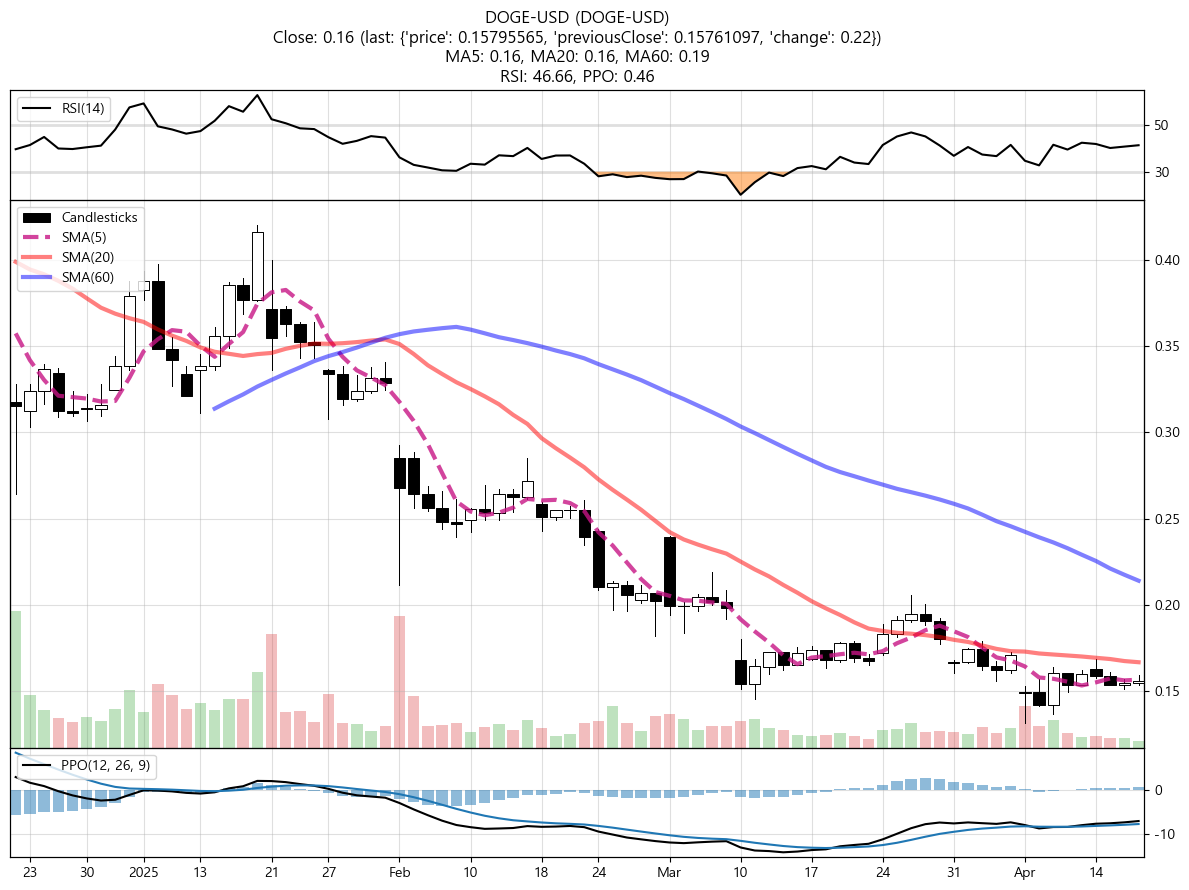 DOGE-USD (DOGE-USD)
Close: 0.16 (last: {'price': 0.15795565, 'previousClose': 0.15761097, 'change': 0.22})
MA5: 0.16, MA20: 0.16, MA60: 0.19
RSI: 46.66, PPO: 0.46
RSI(14)
50
30
Candlesticks
SMA(5)
SMA(20)
SMA(60)
0.40
0.35
0.30
0.25
0.20
0.15
PPO(12, 26, 9)
0
-10
23 30 2025 13 21 27 Feb 10 18 24 Mar 10 17 24 31 Apr 14